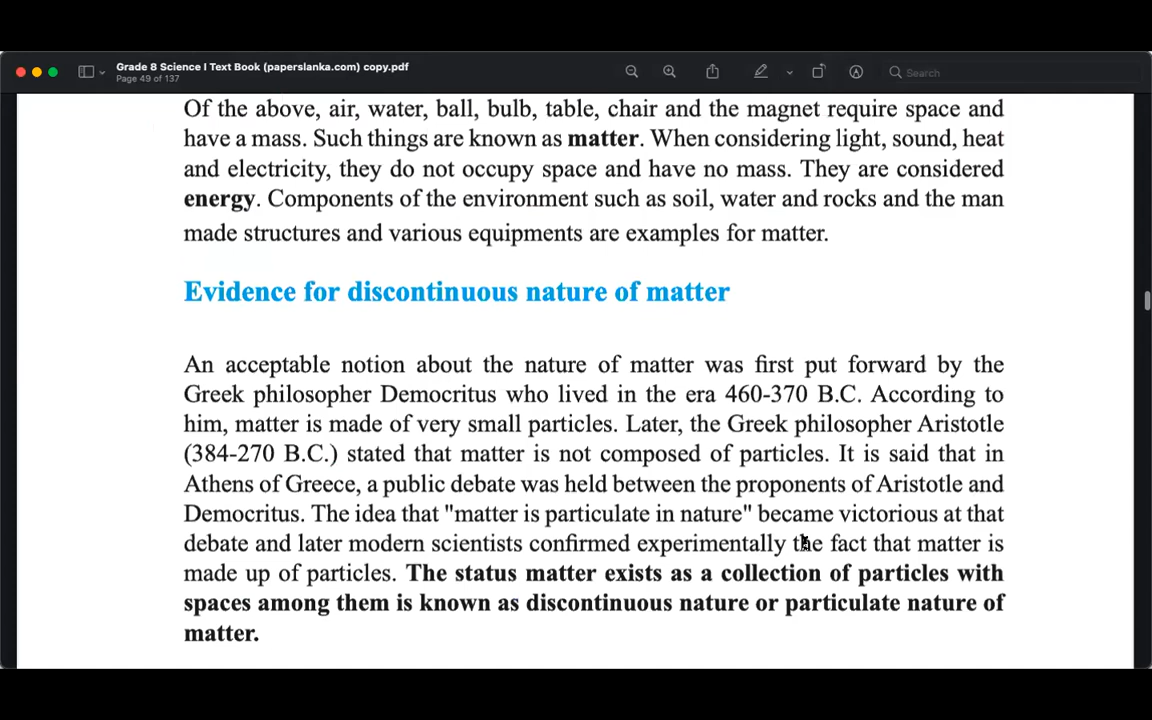 Grade 8 Science I Text Book (paperslanka.com) copy.pdf
Page 49 of 137
Search
Of the above, air, water, ball, bulb, table, chair and the magnet require space and
have a mass. Such things are known as matter. When considering light, sound, heat
and electricity, they do not occupy space and have no mass. They are considered
energy. Components of the environment such as soil, water and rocks and the man
made structures and various equipments are examples for matter.
Evidence for discontinuous nature of matter
An acceptable notion about the nature of matter was first put forward by the
Greek philosopher Democritus who lived in the era 460-370 B.C. According to
him, matter is made of very small particles. Later, the Greek philosopher Aristotle
(384-270 B.C.) stated that matter is not composed of particles. It is said that in
Athens of Greece, a public debate was held between the proponents of Aristotle and
Democritus. The idea that "matter is particulate in nature" became victorious at that
debate and later modern scientists confirmed experimentally the fact that matter is
made up of particles. The status matter exists as a collection of particles with
spaces among them is known as discontinuous nature or particulate nature of
matter.